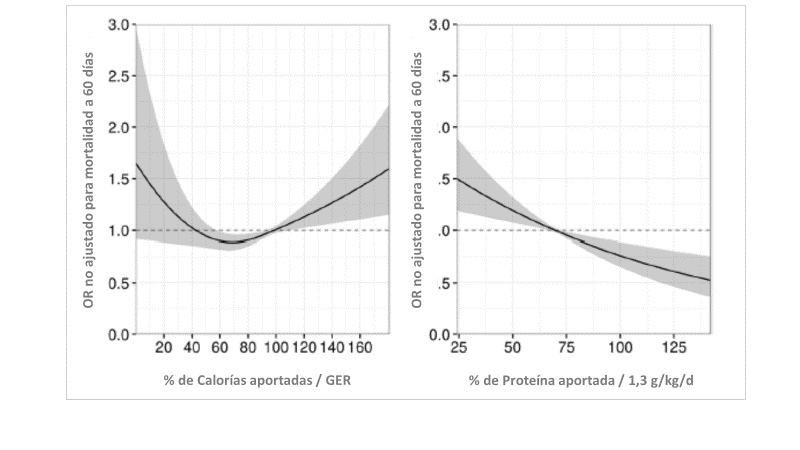 OR no ajustado para mortalidad a 60 días
3.0
2.5
2.0
1.5
1.0
0.5
0.0
20 40 60 80 100 120 140 160
% de Calorías aportadas / GER
OR no ajustado para mortalidad a 60 días
3.0
2.5
.0
.5
.0
.5
0.0
25 50 75 100 125
% de Proteína aportada / 1,3 g/kg/d